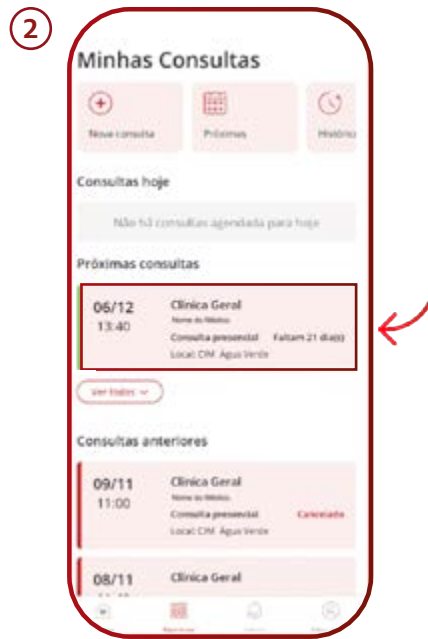 2
Minhas Consultas
Nova consulta
Próximas
Histório
Consultas hoje
Não há consultas agendada para hoje
Próximas consultas
06/12
13:40
Clínica Geral
Nome do Médico
Consulta presencial Faltam 21 dia(s)
Local: CIM Água Verde
Ver todas
Consultas anteriores
09/11
11:00
Clínica Geral
Nome do Médico
Consulta presencial Cancelado
Local: CIM Água Verde
08/11
Clínica Geral